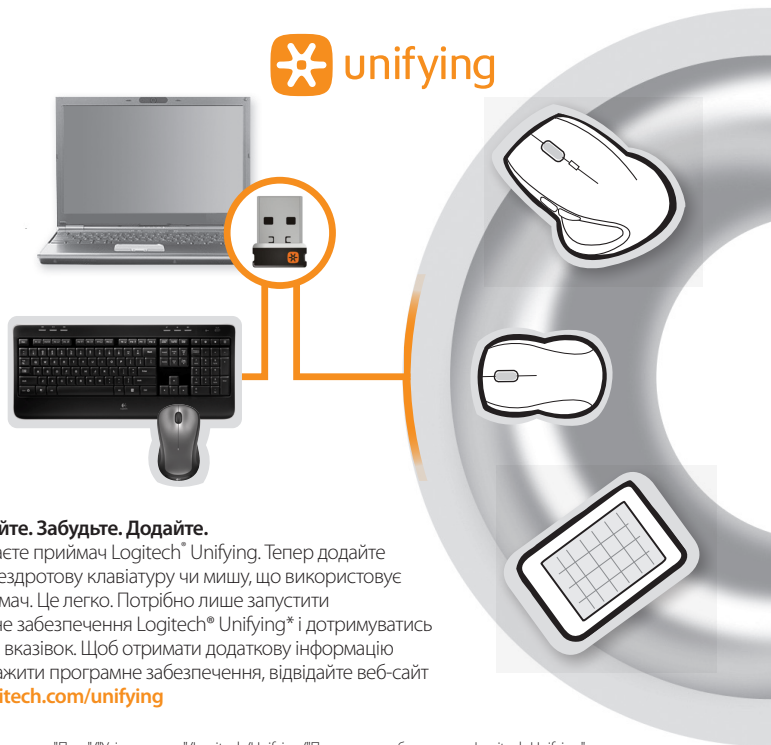 unifying
йте. Забудьте. Додайте.
аєте приймач Logitech® Unifying. Тепер додайте
ездротову клавіатуру чи мишу, що використовує
мач. Це легко. Потрібно лише запустити
не забезпечення Logitech® Unifying* і дотримуватись
вказівок. Щоб отримати додаткову інформацію
ажити програмне забезпечення, відвідайте веб-сайт
itech.com/unifying